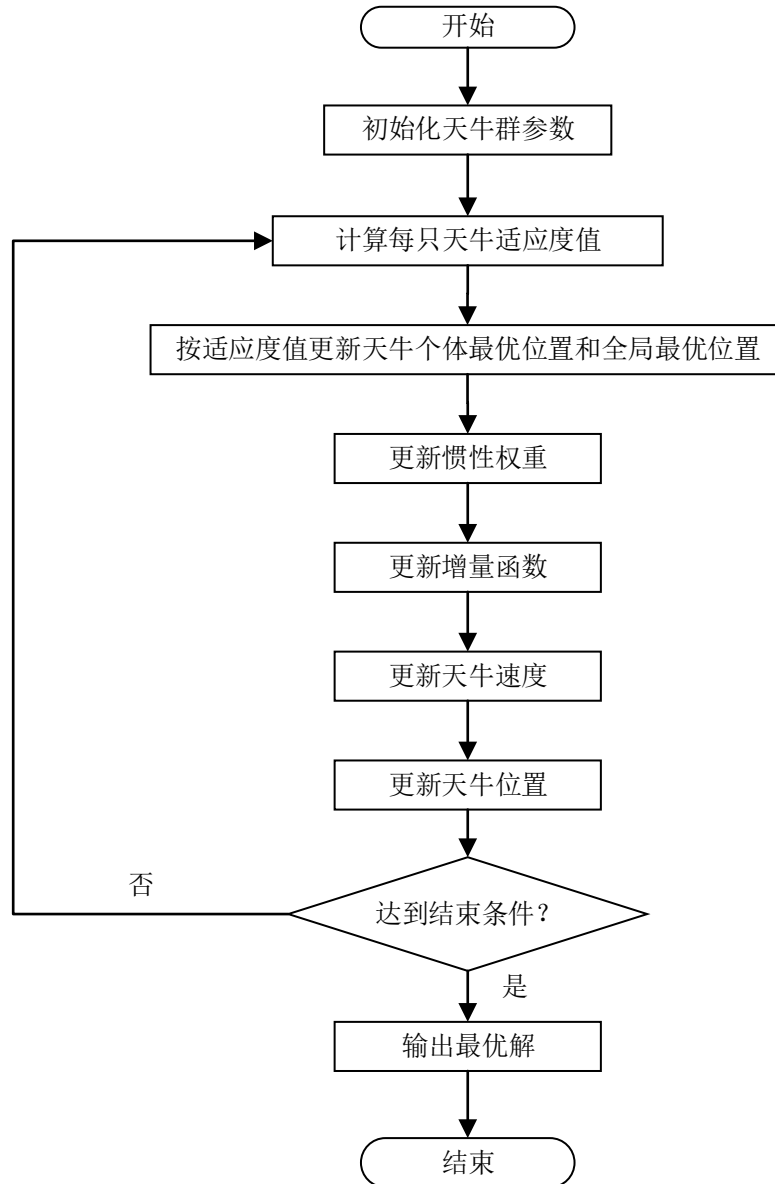 开始
初始化天牛群参数
计算每只天牛适应度值
按适应度值更新天牛个体最优位置和全局最优位置
更新惯性权重
更新增量函数
更新天牛速度
更新天牛位置
否
达到结束条件？
是
输出最优解
结束